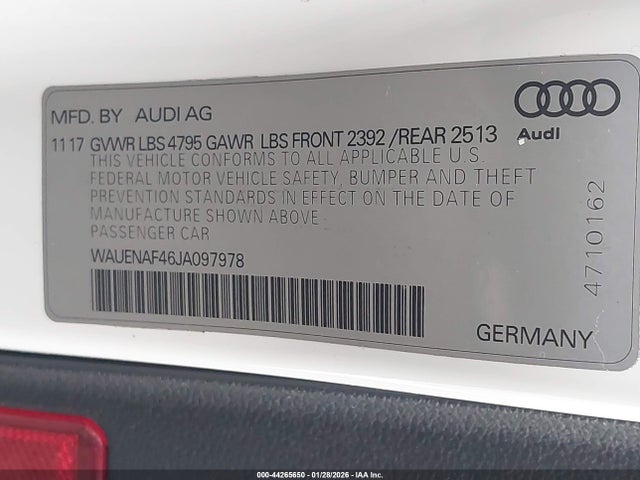 MFD. BY AUDI AG
Audi
11 17 GVWR LBS 4795 GAWR LBS FRONT 2392 /REAR 2513
THIS VEHICLE CONFORMS TO ALL APPLICABLE U.S.
FEDERAL MOTOR VEHICLE SAFETY, BUMPER AND THEFT
PREVENTION STANDARDS IN EFFECT ON THE DATE OF
MANUFACTURE SHOWN ABOVE
PASSENGER CAR
WAUENAF46JA097978
4710162
GERMANY
000-44265650 | 01/28/2026 - IAA Inc.